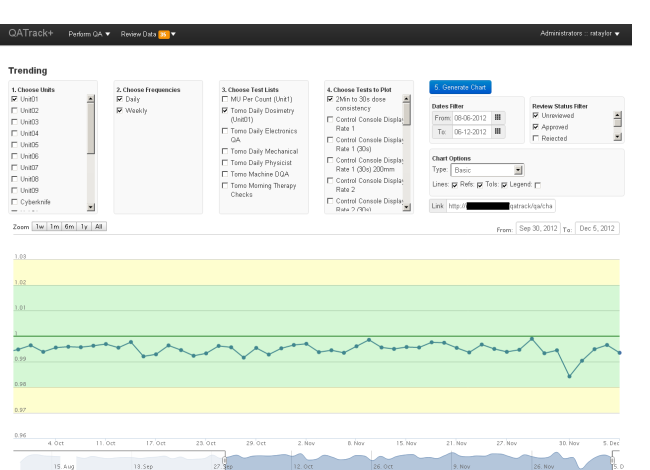 QATrack+ Perform QA ▼ Review Data 35 ▼ Administrators :: rataylor ▼
Trending
1. Choose Units
Unit01
Unit02
Unit03
Unit04
Unit05
Unit06
Unit07
Unit08
Unit09
Cyberknife
2. Choose Frequencies
Daily
Weekly
3. Choose Test Lists
MU Per Count (Unit1)
Tomo Daily Dosimetry
(Unit01)
Tomo Daily Electronics
QA
Tomo Daily Mechanical
Tomo Daily Physicist
Tomo Machine DQA
Tomo Morning Therapy
Checks
4. Choose Tests to Plot
2Min to 30s dose
consistency
Control Console Display
Rate 1
Control Console Display
Rate 1 (30s)
Control Console Display
Rate 1 (30s) 200mm
Control Console Display
Rate 2
Control Console Display
Rate 2 (30s)
5. Generate Chart
Dates Filter
From: 08-06-2012
To: 06-12-2012
Review Status Filter
Unreviewed
Approved
Rejected
Chart Options
Type: Basic
Lines: Refs: Tols: Legend:
Link http:// qatrack/qa/cha
Zoom 1w 1m 6m 1y All From: Sep 30, 2012 To: Dec 5, 2012
1.03
1.02
1.01
1
0.99
0.98
0.97
0.96
4. Oct 11. Oct 17. Oct 23. Oct 29. Oct 2. Nov 8. Nov 15. Nov 21. Nov 27. Nov 30. Nov 5. Dec
15. Aug 13. Sep 27. Sep 12. Oct 26. Oct 9. Nov 26. Nov 5. D